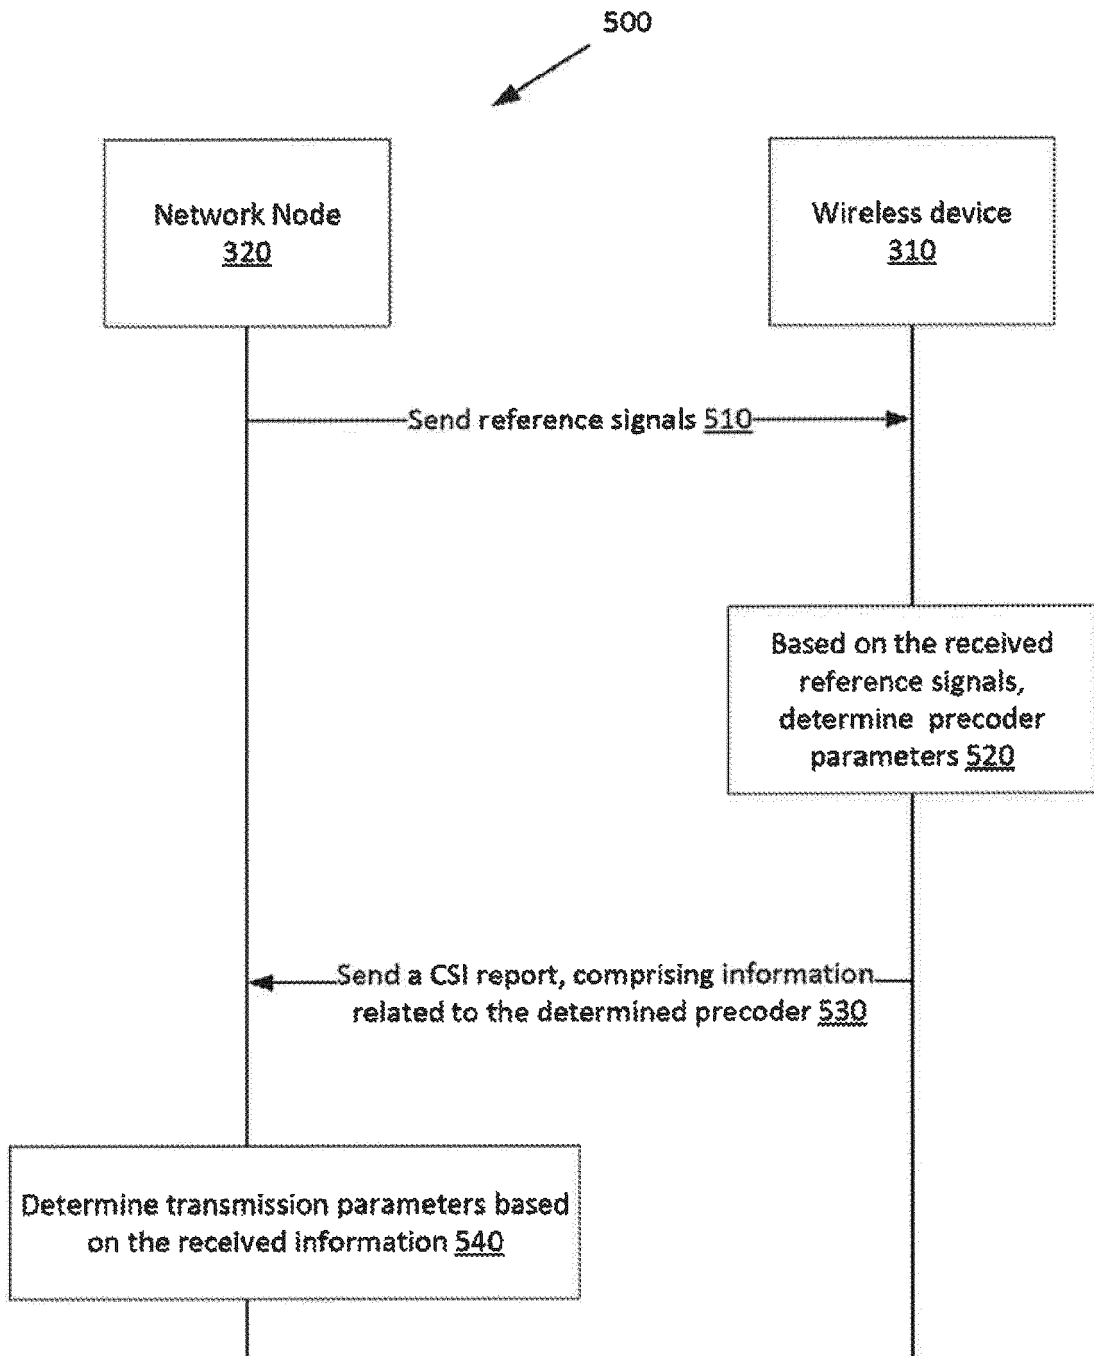 500
Network Node
320
Wireless device
310
Send reference signals 510
Based on the received
reference signals,
determine precoder
parameters 520
Send a CSI report, comprising information
related to the determined precoder 530
Determine transmission parameters based
on the received information 540